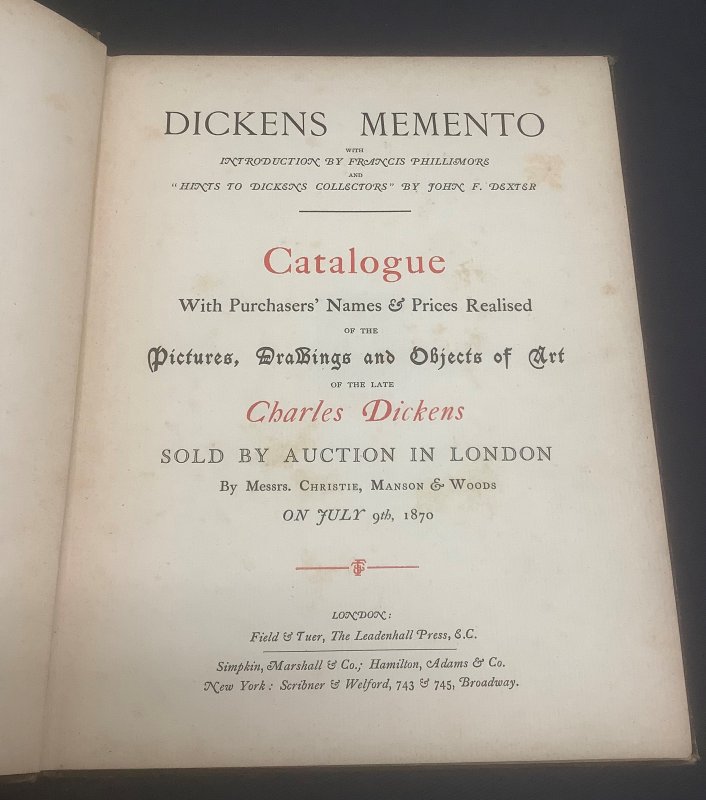 DICKENS MEMENTO
WITH
INTRODUCTION BY FRANCIS PHILLIMORE
AND
"HINTS TO DICKENS COLLECTORS" BY JOHN F. DEXTER
Catalogue
With Purchasers' Names & Prices Realised
OF THE
Pictures, Drawings and Objects of Art
OF THE LATE
Charles Dickens
SOLD BY AUCTION IN LONDON
By Messrs. CHRISTIE, MANSON & WOODS
ON JULY 9th, 1870
LONDON:
Field & Tuer, The Leadenhall Press, E.C.
Simpkin, Marshall & Co.; Hamilton, Adams & Co.
New York: Scribner & Welford, 743 & 745, Broadway.